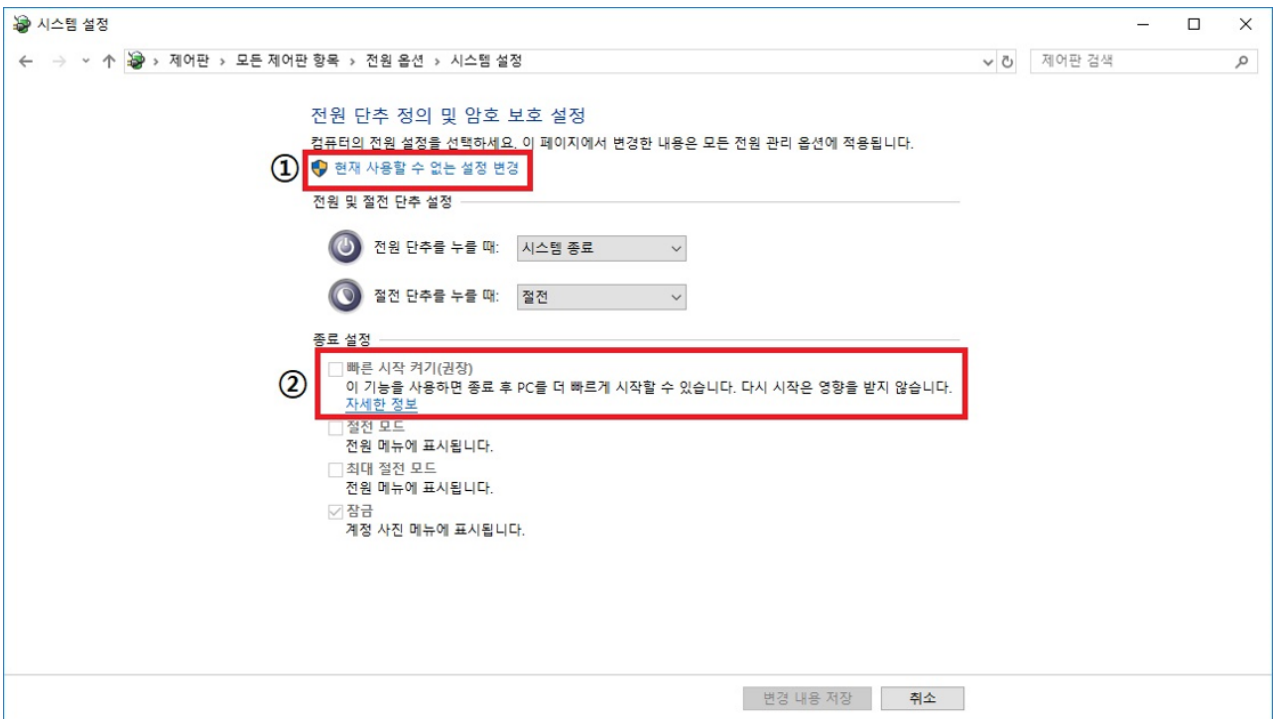 시스템 설정
제어판 › 모든 제어판 항목 › 전원 옵션 › 시스템 설정
제어판 검색
전원 단추 정의 및 암호 보호 설정
컴퓨터의 전원 설정을 선택하세요. 이 페이지에서 변경한 내용은 모든 전원 관리 옵션에 적용됩니다.
① 현재 사용할 수 없는 설정 변경
전원 및 절전 단추 설정
전원 단추를 누를 때: 시스템 종료
절전 단추를 누를 때: 절전
종료 설정
빠른 시작 켜기(권장)
② 이 기능을 사용하면 종료 후 PC를 더 빠르게 시작할 수 있습니다. 다시 시작은 영향을 받지 않습니다.
자세한 정보
절전 모드
전원 메뉴에 표시됩니다.
최대 절전 모드
전원 메뉴에 표시됩니다.
잠금
계정 사진 메뉴에 표시됩니다.
변경 내용 저장 취소